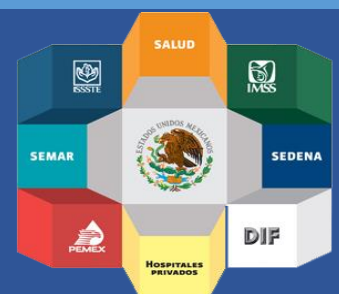 SALUD
ISSSTE
IMSS
ESTADOS UNIDOS MEXICANOS
SEMAR
SEDENA
PEMEX
DIF
HOSPITALES
PRIVADOS